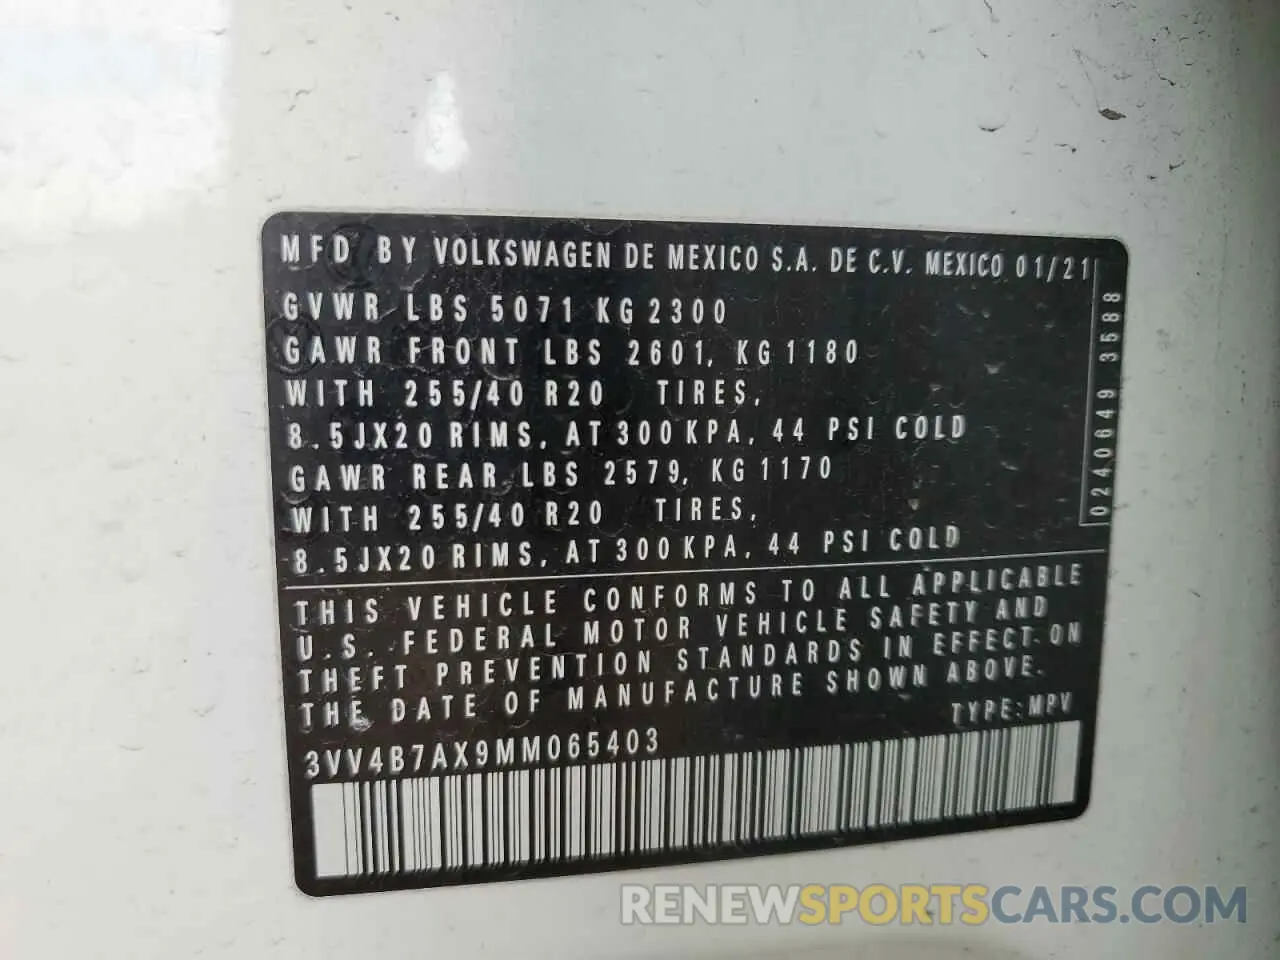 MFD BY VOLKSWAGEN DE MEXICO S.A. DE C.V. MEXICO 01/21
GVWR LBS 5071 KG 2300
GAWR FRONT LBS 2601, KG 1180
WITH 255/40 R20 TIRES,
8.5JX20 RIMS, AT 300 KPA, 44 PSI COLD
GAWR REAR LBS 2579, KG 1170
WITH 255/40 R20 TIRES,
8.5JX20 RIMS, AT 300 KPA, 44 PSI COLD
0240649 3588
THIS VEHICLE CONFORMS TO ALL APPLICABLE
U.S. FEDERAL MOTOR VEHICLE SAFETY AND
THEFT PREVENTION STANDARDS IN EFFECT ON
THE DATE OF MANUFACTURE SHOWN ABOVE.
TYPE: MPV
3VV4B7AX9MM065403
RENEWSPORTSCARS.COM